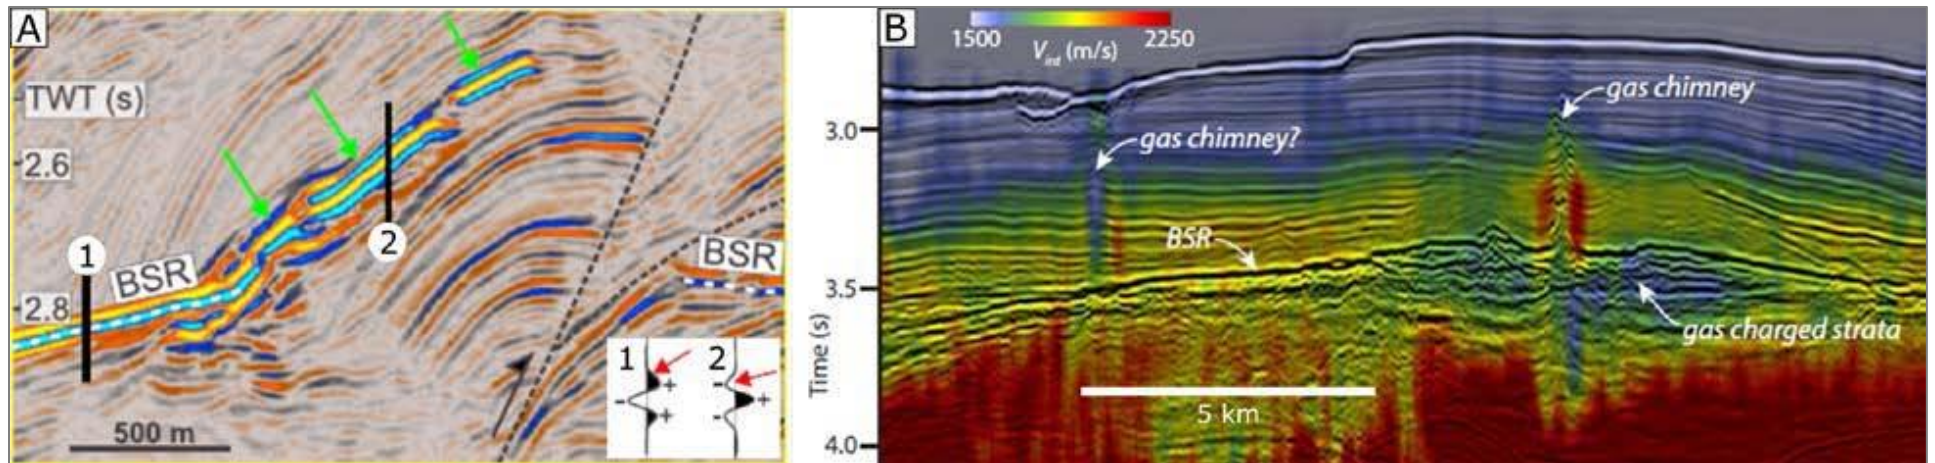 A
TWT (s)
2.6
2.8
1
BSR
2
BSR
500 m
1 2
+ - +
- + -
B
1500 2250
Vint (m/s)
gas chimney
gas chimney?
BSR
gas charged strata
5 km
Time (s)
3.0
3.5
4.0